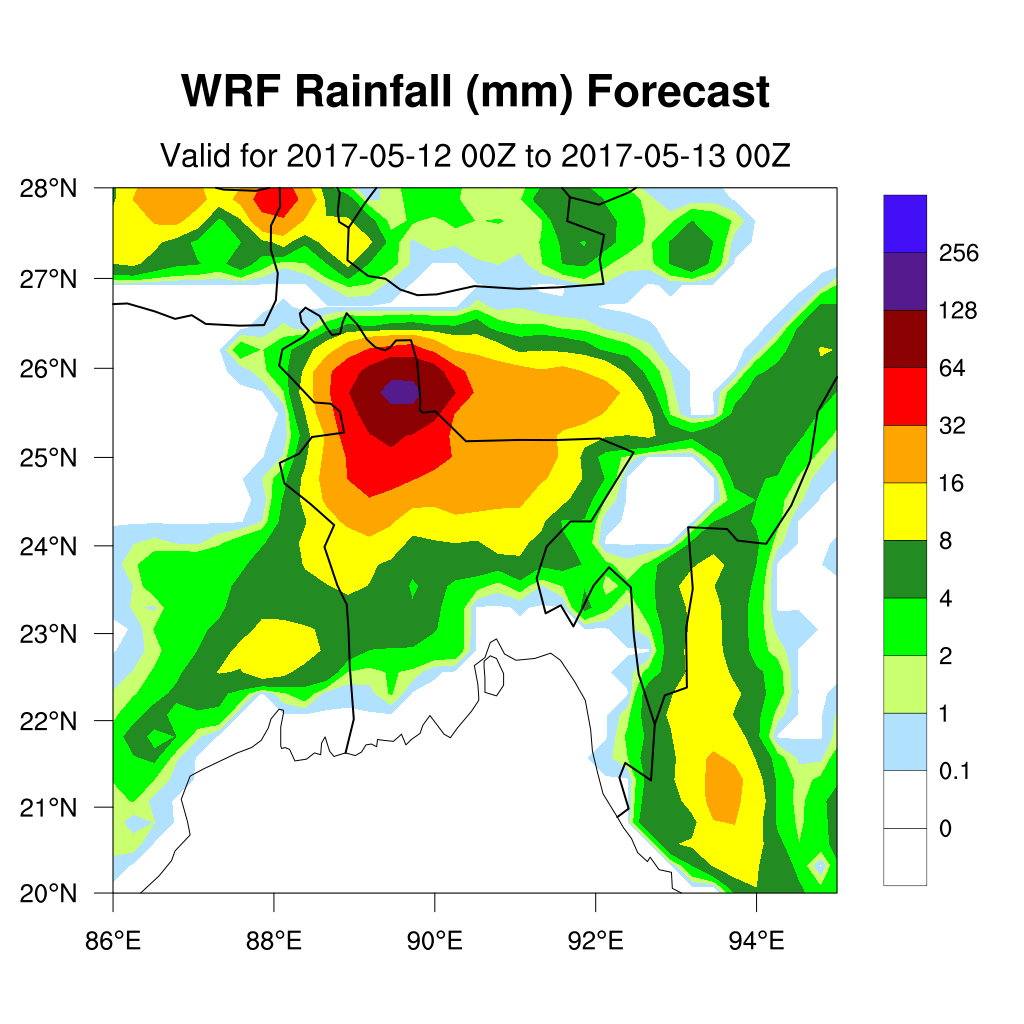 WRF Rainfall (mm) Forecast
Valid for 2017-05-12 00Z to 2017-05-13 00Z
28°N
27°N
26°N
25°N
24°N
23°N
22°N
21°N
20°N
86°E 88°E 90°E 92°E 94°E
256
128
64
32
16
8
4
2
1
0.1
0